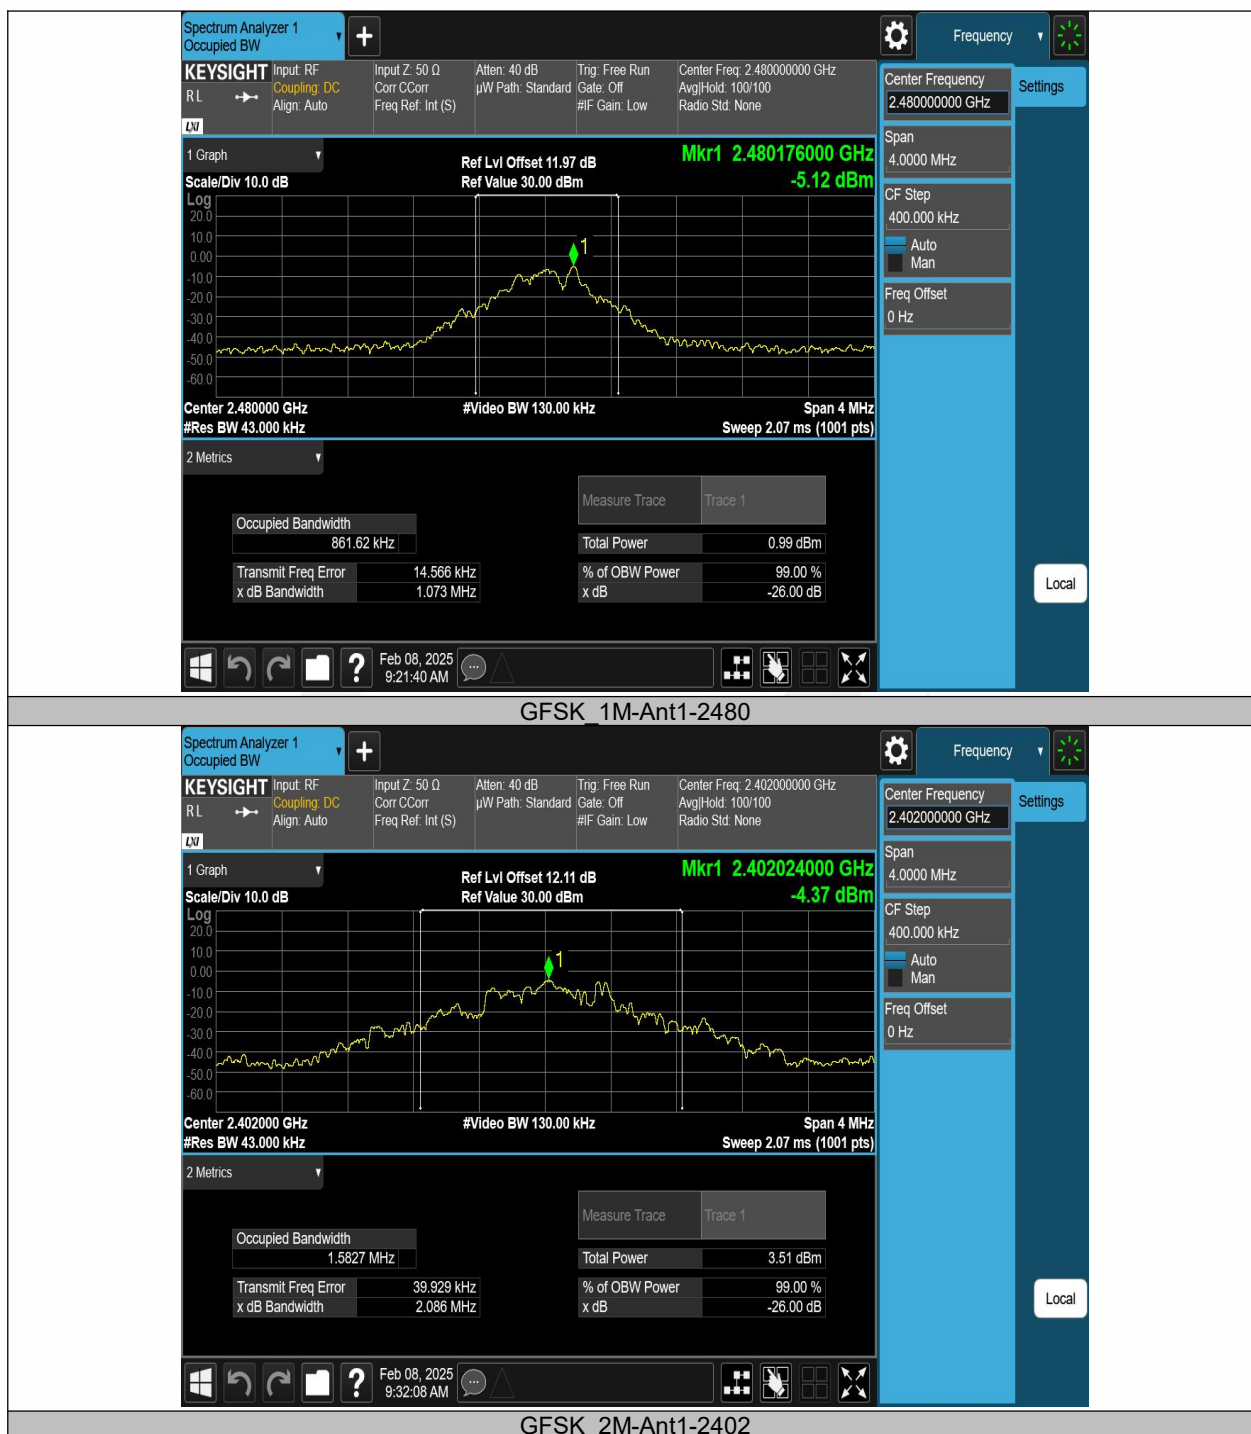 Spectrum Analyzer 1
Occupied BW
+
Frequency
KEYSIGHT
RL
LXI
Input: RF
Coupling: DC
Align: Auto
Input Z: 50 Ω
Corr CCorr
Freq Ref: Int (S)
Atten: 40 dB
µW Path: Standard
Trig: Free Run
Gate: Off
#IF Gain: Low
Center Freq: 2.480000000 GHz
Avg|Hold: 100/100
Radio Std: None
Center Frequency
2.480000000 GHz
Settings
Span
4.0000 MHz
CF Step
400.000 kHz
Auto
Man
Freq Offset
0 Hz
Local
1 Graph
Scale/Div 10.0 dB
Ref Lvl Offset 11.97 dB
Ref Value 30.00 dBm
Mkr1 2.480176000 GHz
-5.12 dBm
Log
20.0
10.0
0.00
-10.0
-20.0
-30.0
-40.0
-50.0
-60.0
1
Center 2.480000 GHz
#Res BW 43.000 kHz
#Video BW 130.00 kHz
Span 4 MHz
Sweep 2.07 ms (1001 pts)
2 Metrics
Measure Trace Trace 1
Occupied Bandwidth
861.62 kHz
Total Power 0.99 dBm
Transmit Freq Error 14.566 kHz
% of OBW Power 99.00 %
x dB Bandwidth 1.073 MHz
x dB -26.00 dB
?
Feb 08, 2025
9:21:40 AM
GFSK_1M-Ant1-2480
Spectrum Analyzer 1
Occupied BW
+
Frequency
KEYSIGHT
RL
LXI
Input: RF
Coupling: DC
Align: Auto
Input Z: 50 Ω
Corr CCorr
Freq Ref: Int (S)
Atten: 40 dB
µW Path: Standard
Trig: Free Run
Gate: Off
#IF Gain: Low
Center Freq: 2.402000000 GHz
Avg|Hold: 100/100
Radio Std: None
Center Frequency
2.402000000 GHz
Settings
Span
4.0000 MHz
CF Step
400.000 kHz
Auto
Man
Freq Offset
0 Hz
Local
1 Graph
Scale/Div 10.0 dB
Ref Lvl Offset 12.11 dB
Ref Value 30.00 dBm
Mkr1 2.402024000 GHz
-4.37 dBm
Log
20.0
10.0
0.00
-10.0
-20.0
-30.0
-40.0
-50.0
-60.0
1
Center 2.402000 GHz
#Res BW 43.000 kHz
#Video BW 130.00 kHz
Span 4 MHz
Sweep 2.07 ms (1001 pts)
2 Metrics
Measure Trace Trace 1
Occupied Bandwidth
1.5827 MHz
Total Power 3.51 dBm
Transmit Freq Error 39.929 kHz
% of OBW Power 99.00 %
x dB Bandwidth 2.086 MHz
x dB -26.00 dB
?
Feb 08, 2025
9:32:08 AM
GFSK_2M-Ant1-2402